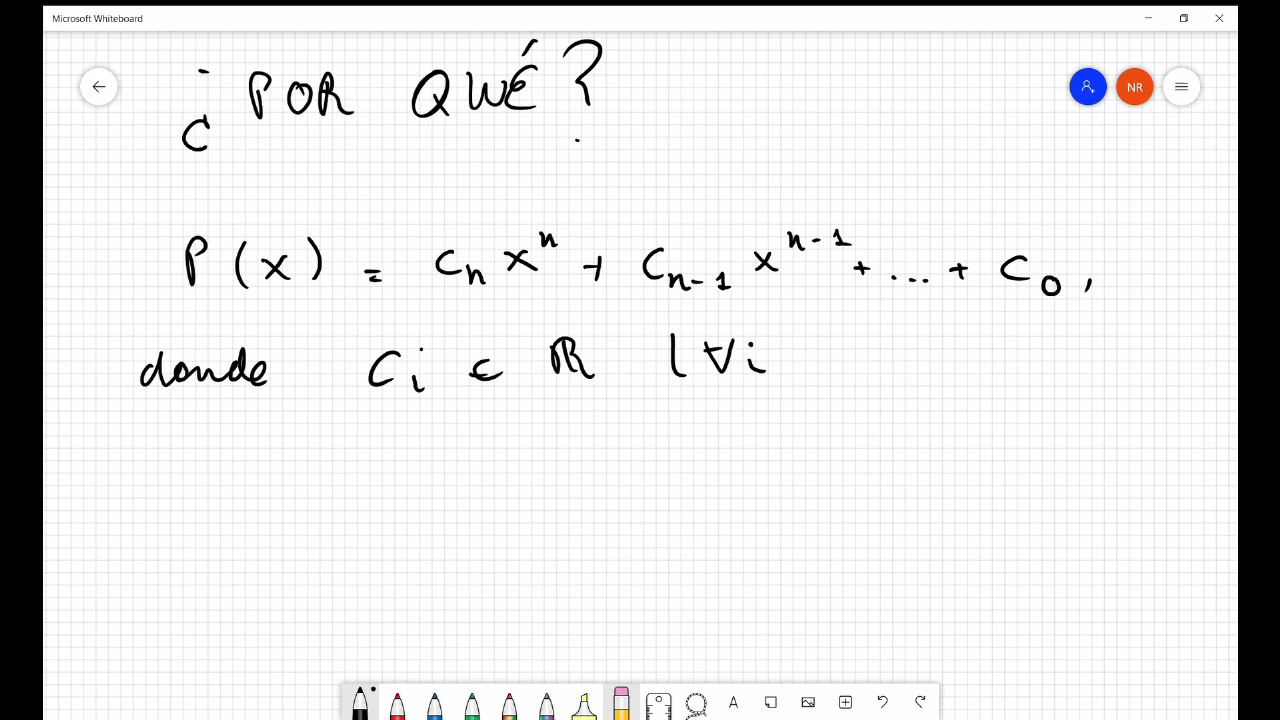 Microsoft Whiteboard
NR
¿POR QUÉ?
P(x) = cₙxⁿ + cₙ₋₁xⁿ⁻¹ + ... + c₀,
donde cᵢ ∈ ℝ | ∀i
A